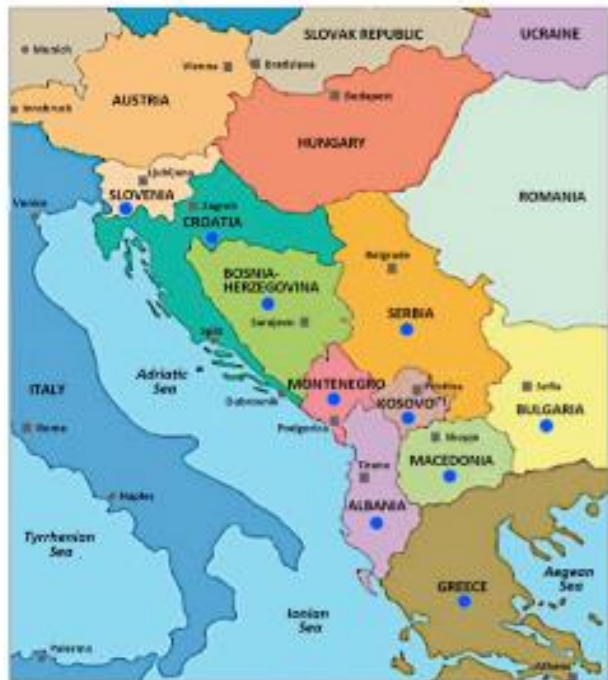 SLOVAK REPUBLIC
UCRAINE
Munich
Vienna
Bratislava
Innsbruck
AUSTRIA
Budapest
HUNGARY
Ljubljana
SLOVENIA
ROMANIA
Venice
Zagreb
CROATIA
BOSNIA-
HERZEGOVINA
Belgrade
Sarajevo
SERBIA
Split
Adriatic
Sea
ITALY
Dubrovnik
MONTENEGRO
Pristina
KOSOVO
Sofia
BULGARIA
Roma
Podgorica
Skopje
MACEDONIA
Tirana
Naples
ALBANIA
Tyrrhenian
Sea
GREECE
Aegean
Sea
Ionian
Sea
Palermo
Athens